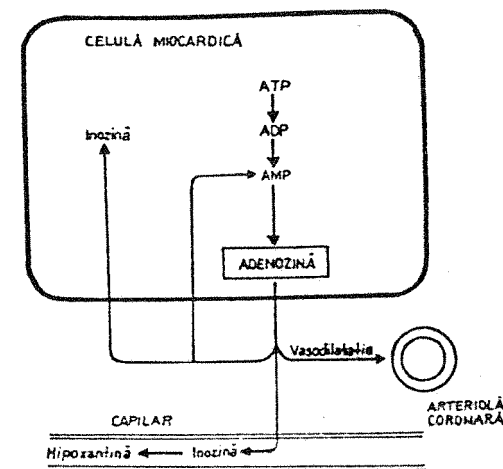 CELULĂ MIOCARDICĂ
ATP
ADP
Inozină
AMP
ADENOZINĂ
Vasodilatație
ARTERIOLĂ
CORONARĂ
CAPILAR
Hipoxantină
Inozină